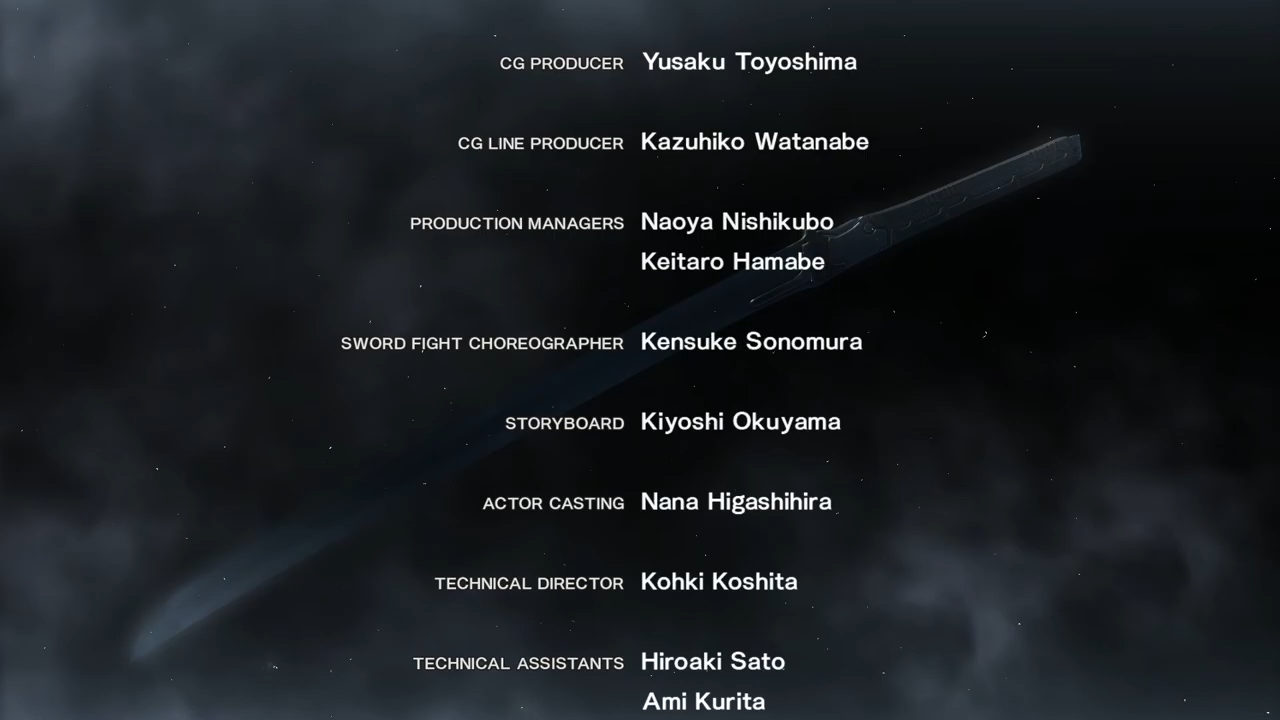 CG PRODUCER Yusaku Toyoshima
CG LINE PRODUCER Kazuhiko Watanabe
PRODUCTION MANAGERS Naoya Nishikubo
Keitaro Hamabe
SWORD FIGHT CHOREOGRAPHER Kensuke Sonomura
STORYBOARD Kiyoshi Okuyama
ACTOR CASTING Nana Higashihira
TECHNICAL DIRECTOR Kohki Koshita
TECHNICAL ASSISTANTS Hiroaki Sato
Ami Kurita